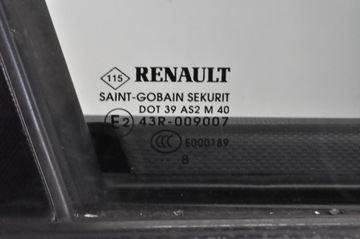 115 RENAULT
SAINT-GOBAIN SEKURIT
DOT 39 AS2 M 40
E2 43R-009007
CCC E000189
8